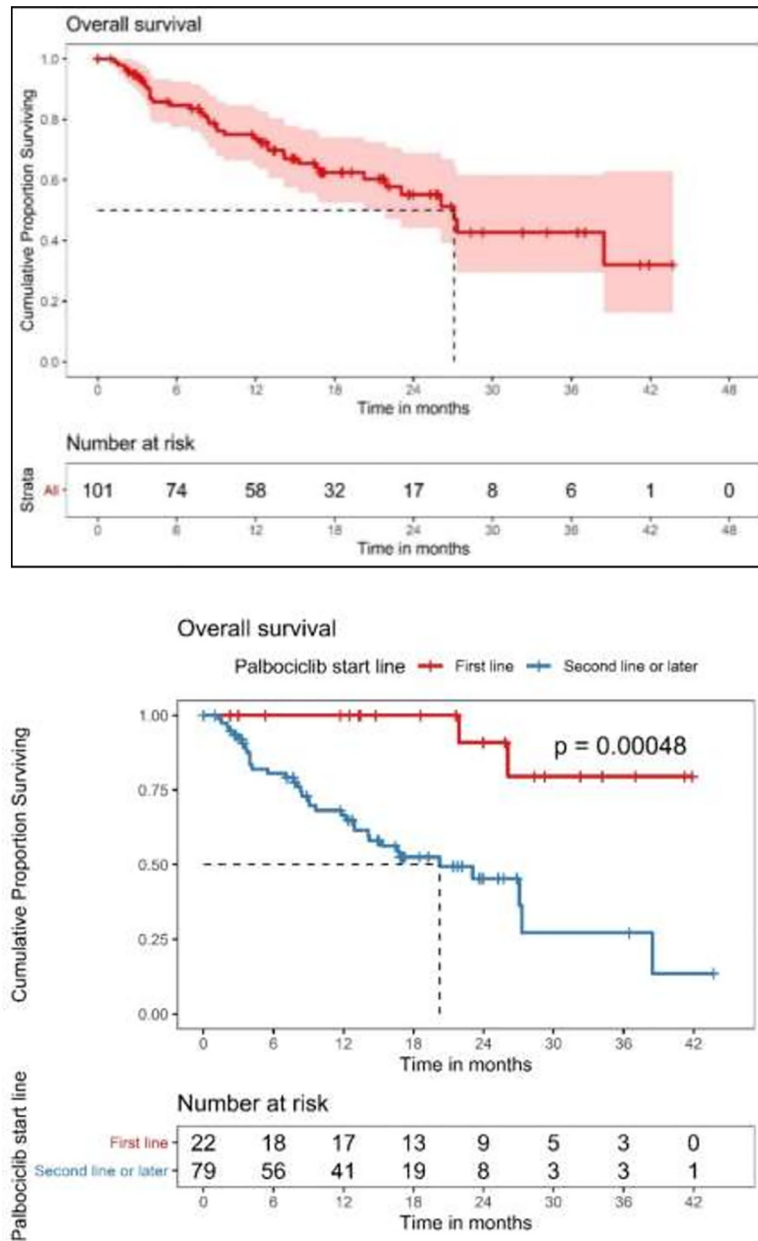 Overall survival
Cumulative Proportion Surviving
1.0
0.8
0.6
0.4
0.2
0.0
0 6 12 18 24 30 36 42 48
Time in months
Number at risk
Strata
All 101 74 58 32 17 8 6 1 0
0 6 12 18 24 30 36 42 48
Time in months
Overall survival
Palbociclib start line First line Second line or later
Cumulative Proportion Surviving
1.00
p = 0.00048
0.75
0.50
0.25
0.00
0 6 12 18 24 30 36 42
Time in months
Palbociclib start line
Number at risk
First line 22 18 17 13 9 5 3 0
Second line or later 79 56 41 19 8 3 3 1
0 6 12 18 24 30 36 42
Time in months